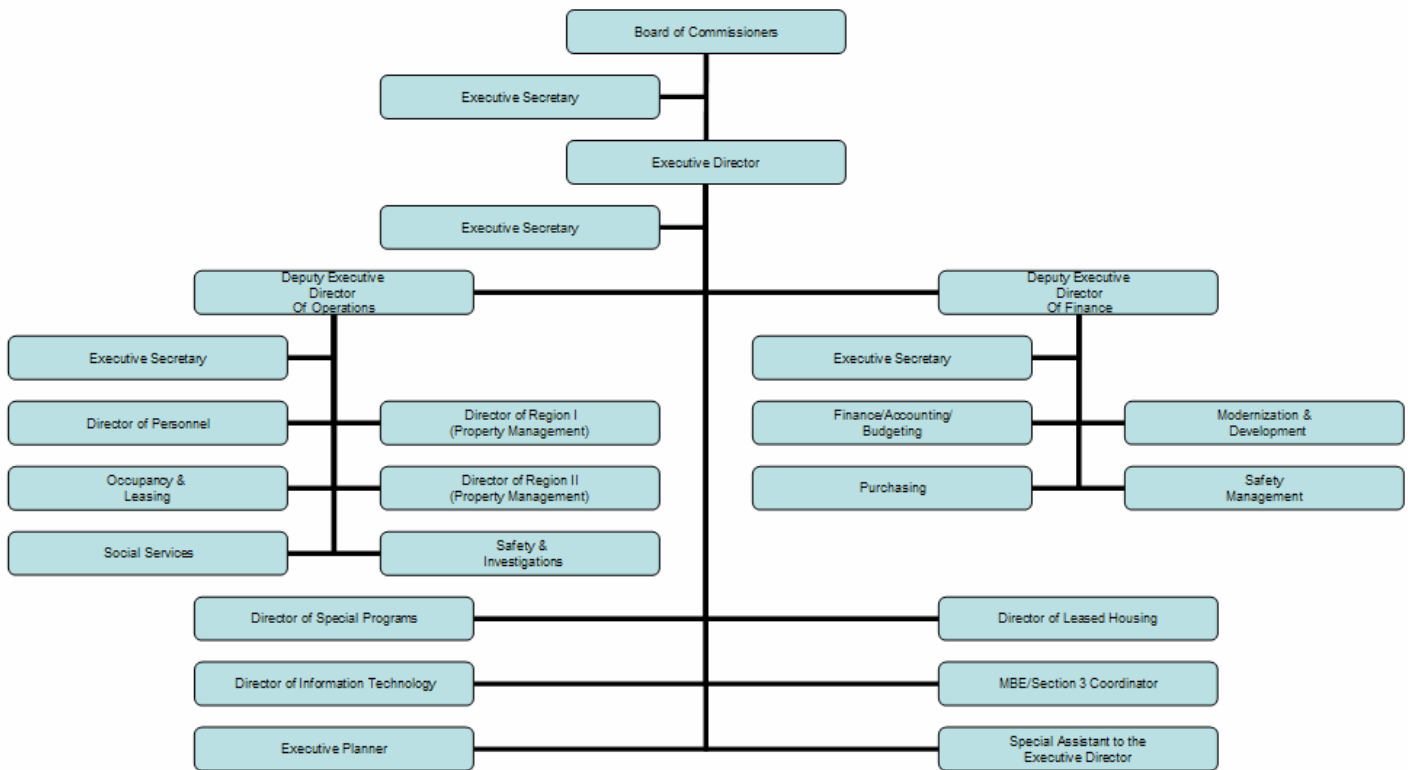 Board of Commissioners
Executive Secretary
Executive Director
Executive Secretary
Deputy Executive
Director
Of Operations
Deputy Executive
Director
Of Finance
Executive Secretary
Executive Secretary
Director of Personnel
Director of Region I
(Property Management)
Finance/Accounting/
Budgeting
Modernization &
Development
Occupancy &
Leasing
Director of Region II
(Property Management)
Purchasing
Safety
Management
Social Services
Safety &
Investigations
Director of Special Programs
Director of Leased Housing
Director of Information Technology
MBE/Section 3 Coordinator
Executive Planner
Special Assistant to the
Executive Director